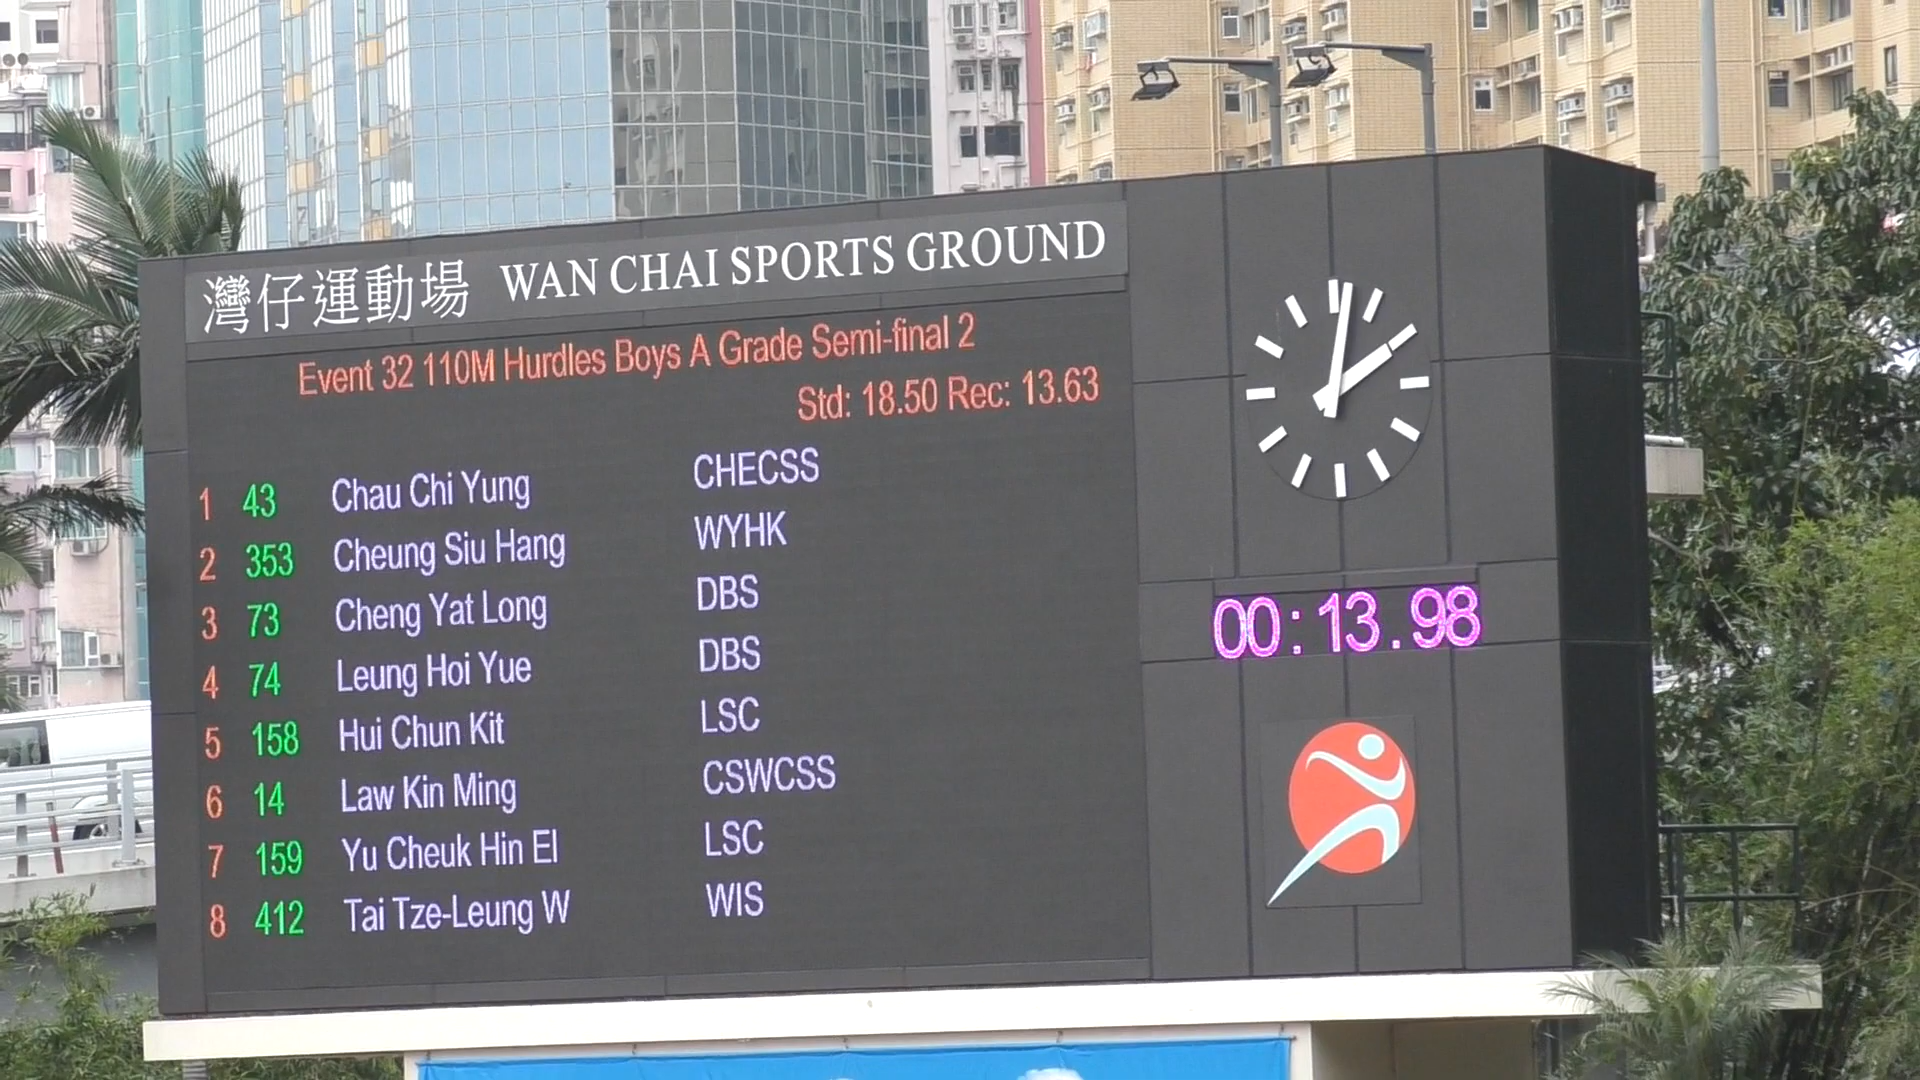 灣仔運動場 WAN CHAI SPORTS GROUND
Event 32 110M Hurdles Boys A Grade Semi-final 2
Std: 18.50 Rec: 13.63
1 43 Chau Chi Yung CHECSS
2 353 Cheung Siu Hang WYHK
3 73 Cheng Yat Long DBS
4 74 Leung Hoi Yue DBS
5 158 Hui Chun Kit LSC
6 14 Law Kin Ming CSWCSS
7 159 Yu Cheuk Hin El LSC
8 412 Tai Tze-Leung W WIS
00:13.98